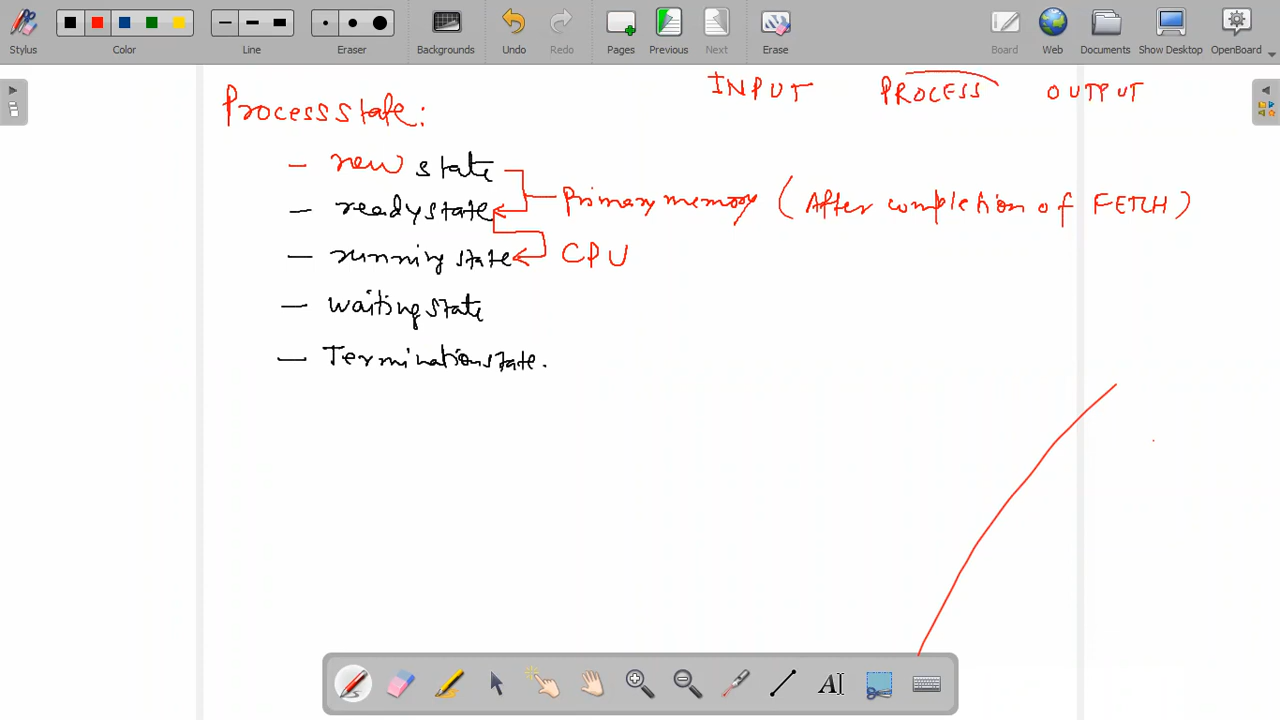 Stylus Color Line Eraser Backgrounds Undo Redo Pages Previous Next Erase Board Web Documents Show Desktop OpenBoard
INPUT PROCESS OUTPUT
Process state:
- new state
- ready state Primary memory (After completion of FETCH)
- running state CPU
- waiting state
- Termination state.